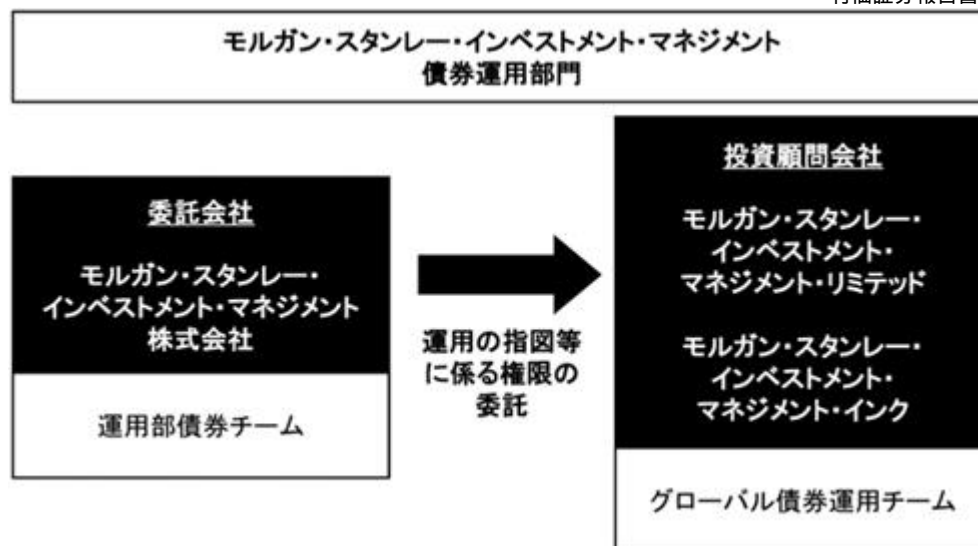 モルガン・スタンレー・インベストメント・マネジメント
債券運用部門
委託会社
モルガン・スタンレー・
インベストメント・マネジメント
株式会社
運用部債券チーム
運用の指図等
に係る権限の
委託
投資顧問会社
モルガン・スタンレー・
インベストメント・
マネジメント・リミテッド
モルガン・スタンレー・
インベストメント・
マネジメント・インク
グローバル債券運用チーム